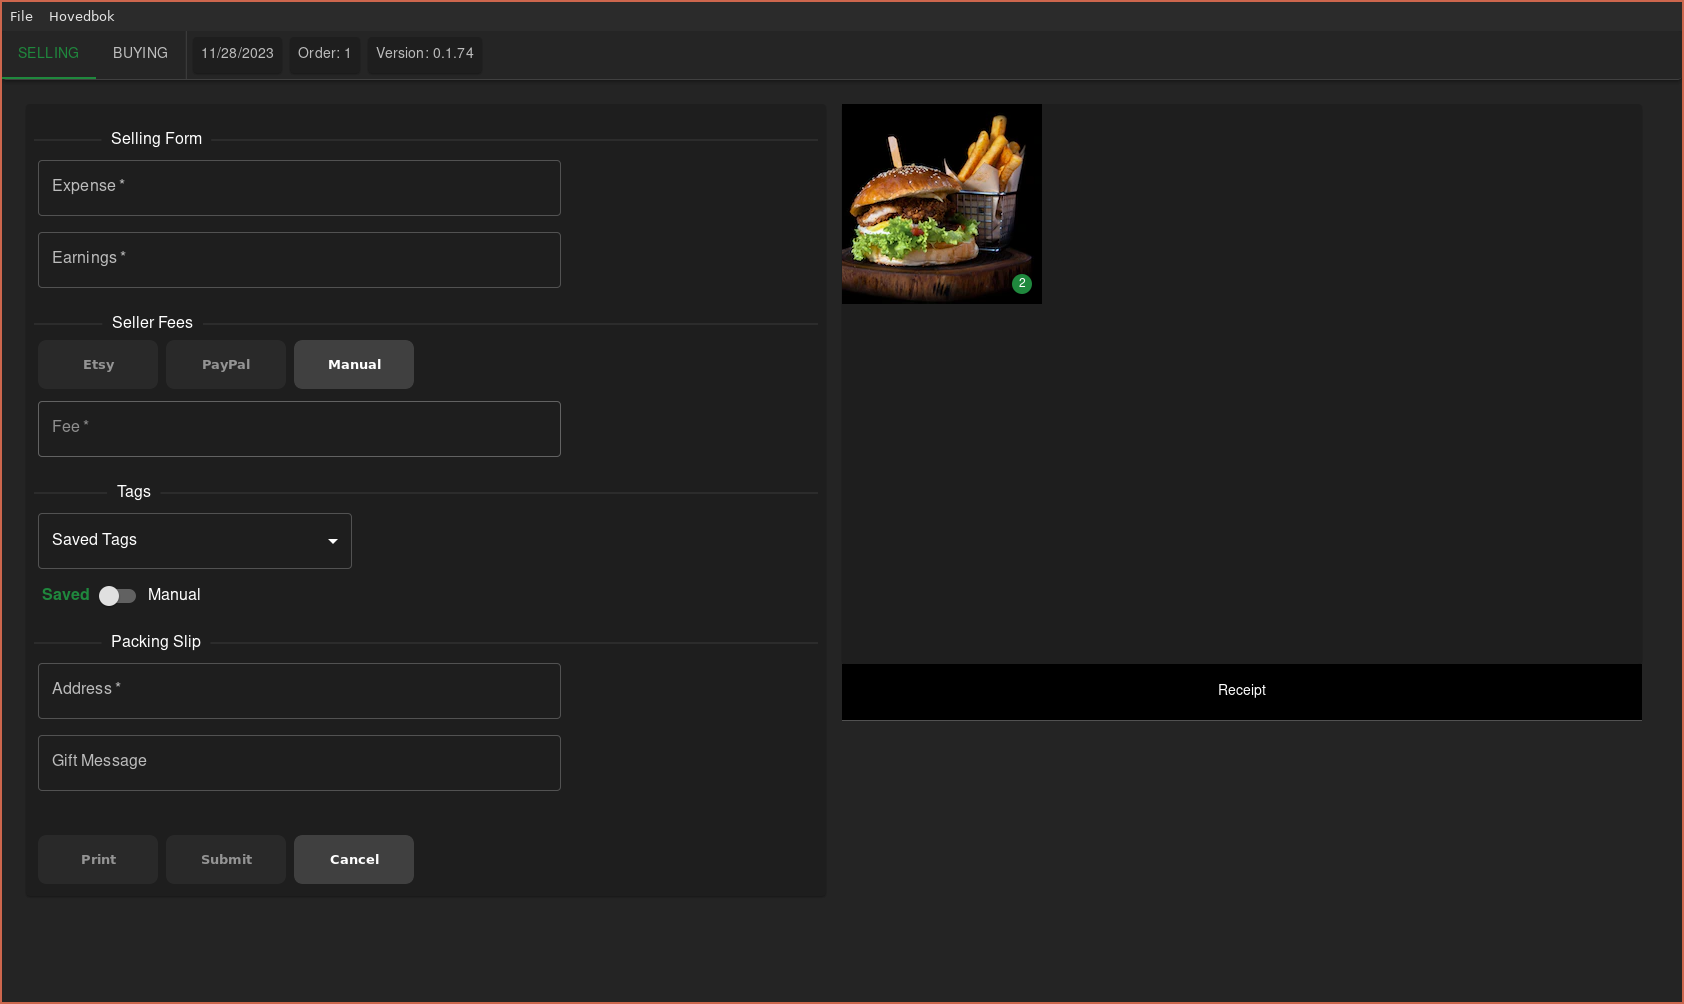 File Hovedbok
SELLING BUYING 11/28/2023 Order: 1 Version: 0.1.74
Selling Form
Expense *
Earnings *
Seller Fees
Etsy PayPal Manual
Fee *
Tags
Saved Tags
Saved Manual
Packing Slip
Address *
Gift Message
Print Submit Cancel
2
Receipt